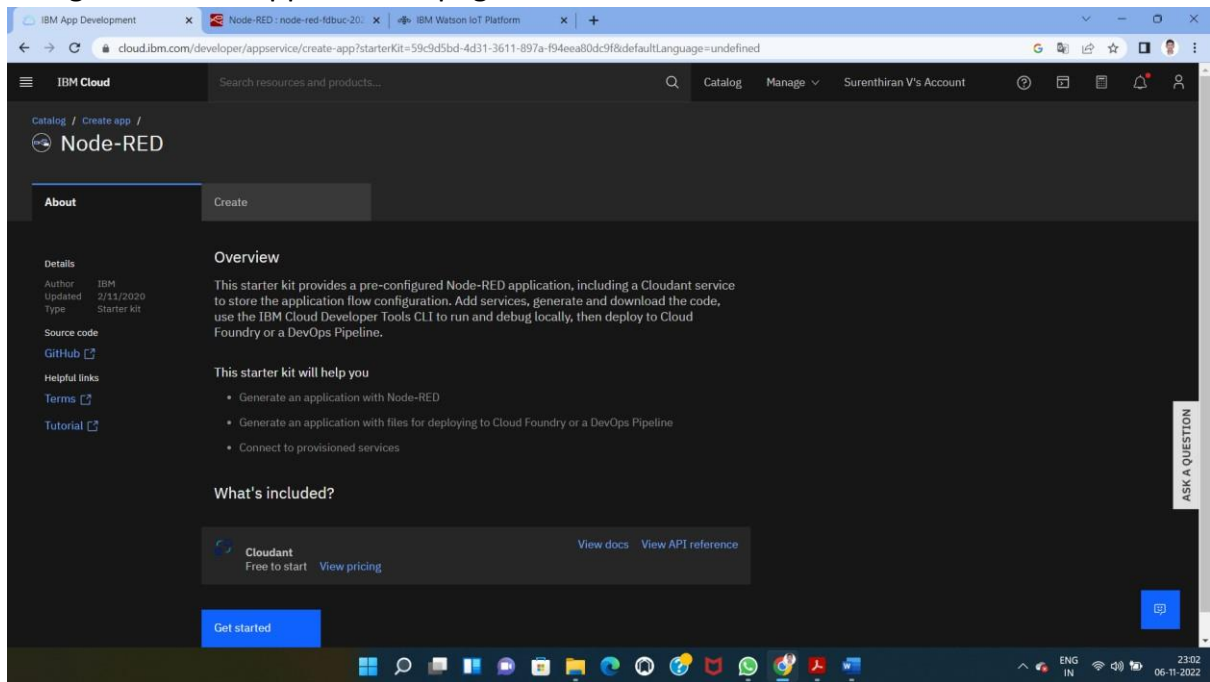 IBM App Development
Node-RED : node-red-fdbuc-202
IBM Watson IoT Platform
cloud.ibm.com/developer/appservice/create-app?starterKit=59c9d5bd-4d31-3611-897a-f94eea80dc9f&defaultLanguage=undefined
IBM Cloud
Search resources and products...
Catalog
Manage
Surenthiran V's Account
Catalog / Create app /
Node-RED
About
Create
Details
Author IBM
Updated 2/11/2020
Type Starter kit
Source code
GitHub
Helpful links
Terms
Tutorial
Overview
This starter kit provides a pre-configured Node-RED application, including a Cloudant service
to store the application flow configuration. Add services, generate and download the code,
use the IBM Cloud Developer Tools CLI to run and debug locally, then deploy to Cloud
Foundry or a DevOps Pipeline.
This starter kit will help you
• Generate an application with Node-RED
• Generate an application with files for deploying to Cloud Foundry or a DevOps Pipeline
• Connect to provisioned services
What's included?
Cloudant
Free to start View pricing
View docs View API reference
Get started
ASK A QUESTION
ENG
IN
23:02
06-11-2022